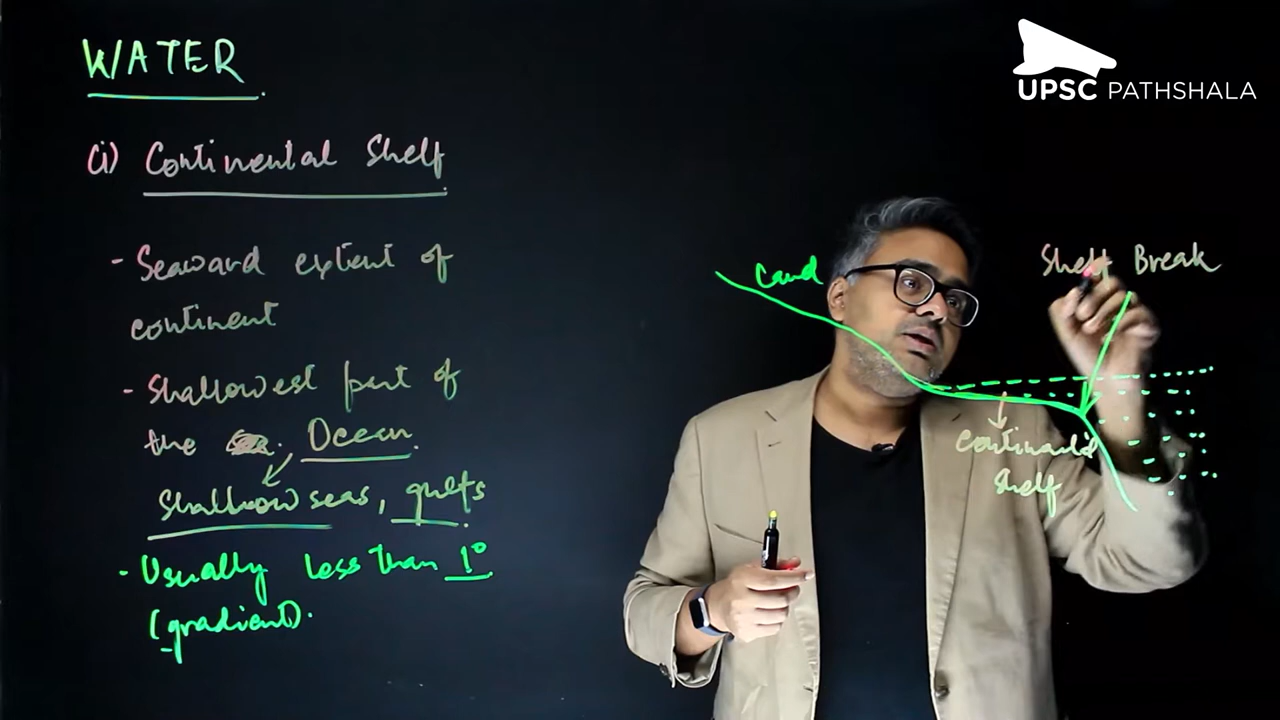 WATER
(i) Continental Shelf
- Seaward extent of
continent
- Shallowest part of
the Ocean.
Shallow seas, gulfs
- Usually less than 1°
(gradient).
UPSC PATHSHALA
Land
Shelf Break
Continental
Shelf